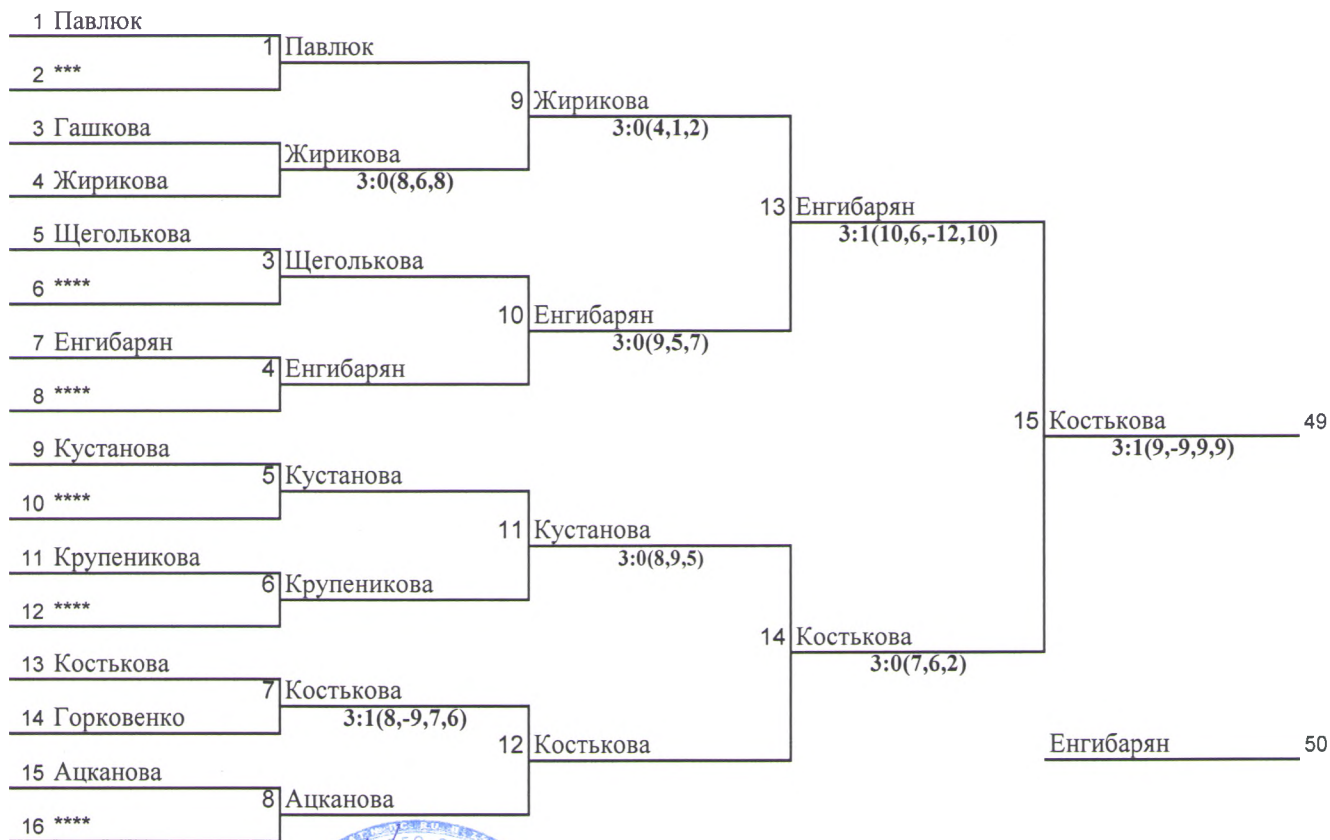 1 Павлюк
1 Павлюк
2 ***
9 Жирикова
3:0(4,1,2)
3 Гашкова
Жирикова
3:0(8,6,8)
4 Жирикова
13 Енгибарян
3:1(10,6,-12,10)
5 Щеголькова
3 Щеголькова
6 ****
10 Енгибарян
3:0(9,5,7)
7 Енгибарян
4 Енгибарян
8 ****
15 Костькова 49
3:1(9,-9,9,9)
9 Кустанова
5 Кустанова
10 ****
11 Кустанова
3:0(8,9,5)
11 Крупеникова
6 Крупеникова
12 ****
14 Костькова
3:0(7,6,2)
13 Костькова
7 Костькова
3:1(8,-9,7,6)
14 Горковенко
12 Костькова
Енгибарян 50
15 Ацканова
8 Ацканова
16 ****